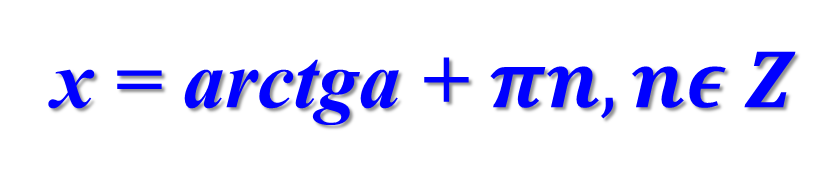 x = arctga + πn, nϵ Z